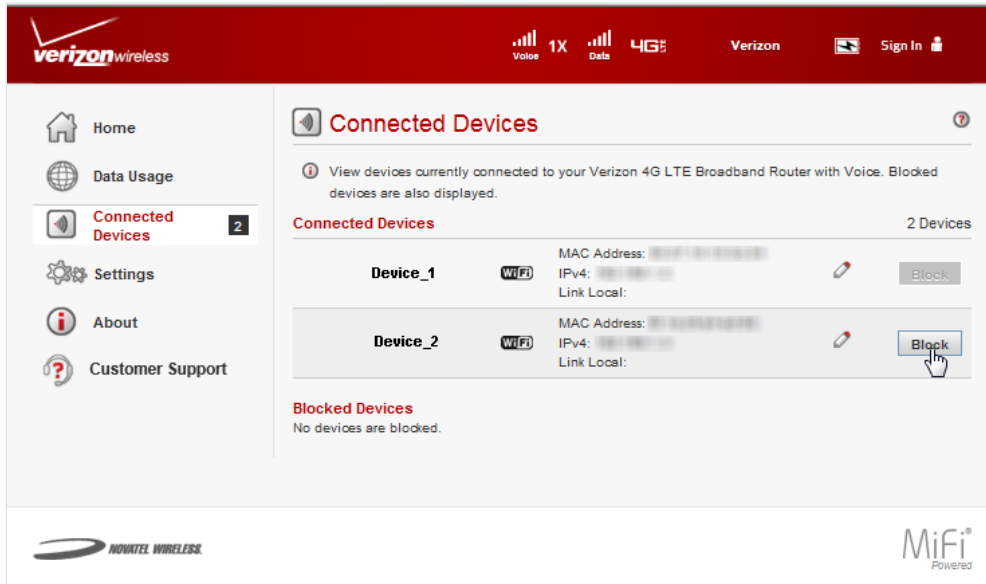 verizonwireless
Voice 1X Data 4G LTE Verizon Sign In
Home
Data Usage
Connected Devices 2
Settings
About
Customer Support
Connected Devices ?
View devices currently connected to your Verizon 4G LTE Broadband Router with Voice. Blocked
devices are also displayed.
Connected Devices 2 Devices
Device_1 WiFi
MAC Address:
IPv4:
Link Local:
Block
Device_2 WiFi
MAC Address:
IPv4:
Link Local:
Block
Blocked Devices
No devices are blocked.
NOVATEL WIRELESS.
MiFi®
Powered